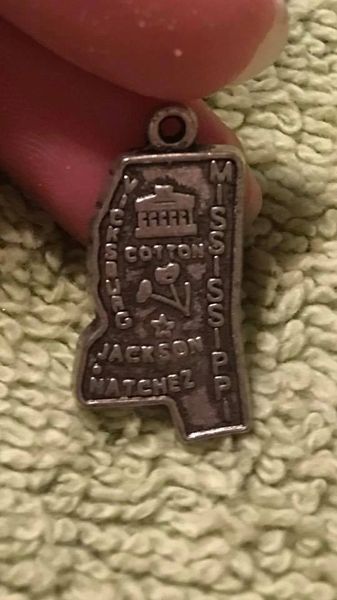 MISSISSIPPI
VICKSBURG
COTTON
JACKSON
NATCHEZ